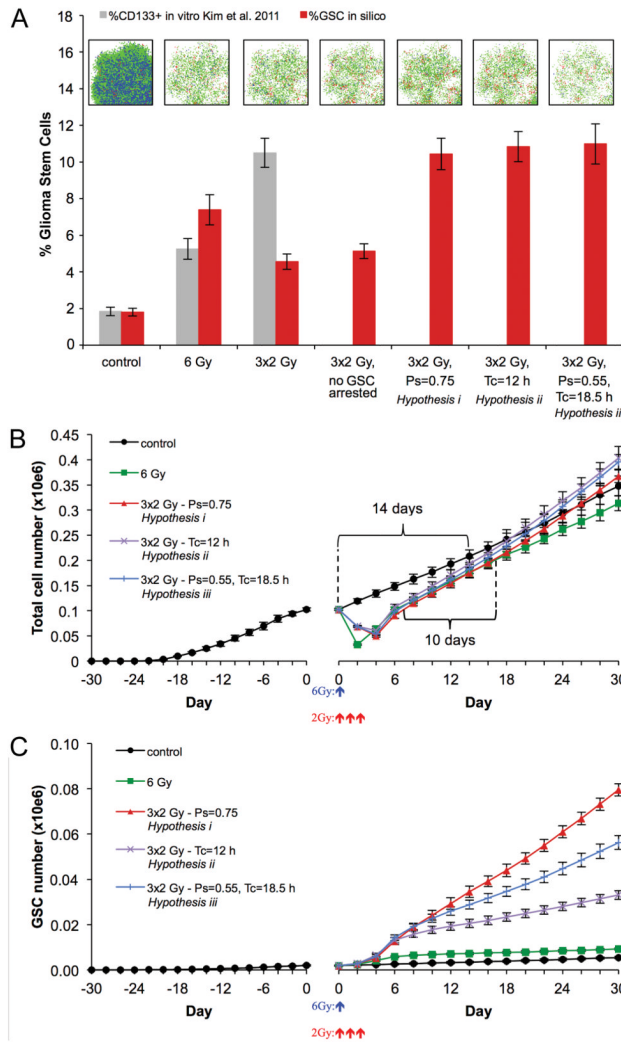 A
%CD133+ in vitro Kim et al. 2011 %GSC in silico
18
16
14
12
10
8
6
4
2
0
% Glioma Stem Cells
control
6 Gy
3x2 Gy
3x2 Gy,
no GSC
arrested
3x2 Gy,
Ps=0.75
Hypothesis i
3x2 Gy,
Tc=12 h
Hypothesis ii
3x2 Gy,
Ps=0.55,
Tc=18.5 h
Hypothesis ii
B
0.45
0.4
0.35
0.3
0.25
0.2
0.15
0.1
0.05
0
Total cell number (x10e6)
control
6 Gy
3x2 Gy - Ps=0.75
Hypothesis i
3x2 Gy - Tc=12 h
Hypothesis ii
3x2 Gy - Ps=0.55, Tc=18.5 h
Hypothesis iii
14 days
10 days
-30 -24 -18 -12 -6 0
Day
0 6 12 18 24 30
Day
6Gy:
2Gy:
C
0.10
0.08
0.06
0.04
0.02
0.00
GSC number (x10e6)
control
6 Gy
3x2 Gy - Ps=0.75
Hypothesis i
3x2 Gy - Tc=12 h
Hypothesis ii
3x2 Gy - Ps=0.55, Tc=18.5 h
Hypothesis iii
-30 -24 -18 -12 -6 0
Day
0 6 12 18 24 30
Day
6Gy:
2Gy: